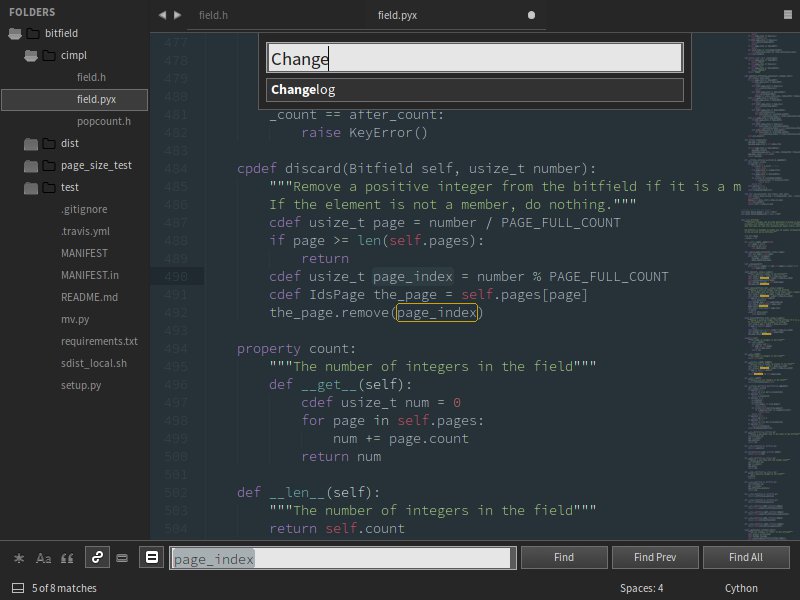 FOLDERS
bitfield
cimpl
field.h
field.pyx
popcount.h
dist
page_size_test
test
.gitignore
.travis.yml
MANIFEST
MANIFEST.in
README.md
mv.py
requirements.txt
sdist_local.sh
setup.py
field.h
field.pyx
Change
Changelog
477
478
479
480
481 _count == after_count:
482 raise KeyError()
483
484 cpdef discard(Bitfield self, usize_t number):
485 """Remove a positive integer from the bitfield if it is a m
486 If the element is not a member, do nothing."""
487 cdef usize_t page = number / PAGE_FULL_COUNT
488 if page >= len(self.pages):
489 return
490 cdef usize_t page_index = number % PAGE_FULL_COUNT
491 cdef IdsPage the_page = self.pages[page]
492 the_page.remove(page_index)
493
494 property count:
495 """The number of integers in the field"""
496 def __get__(self):
497 cdef usize_t num = 0
498 for page in self.pages:
499 num += page.count
500 return num
501
502 def __len__(self):
503 """The number of integers in the field"""
504 return self.count
Aa
page_index
Find
Find Prev
Find All
5 of 8 matches
Spaces: 4
Cython